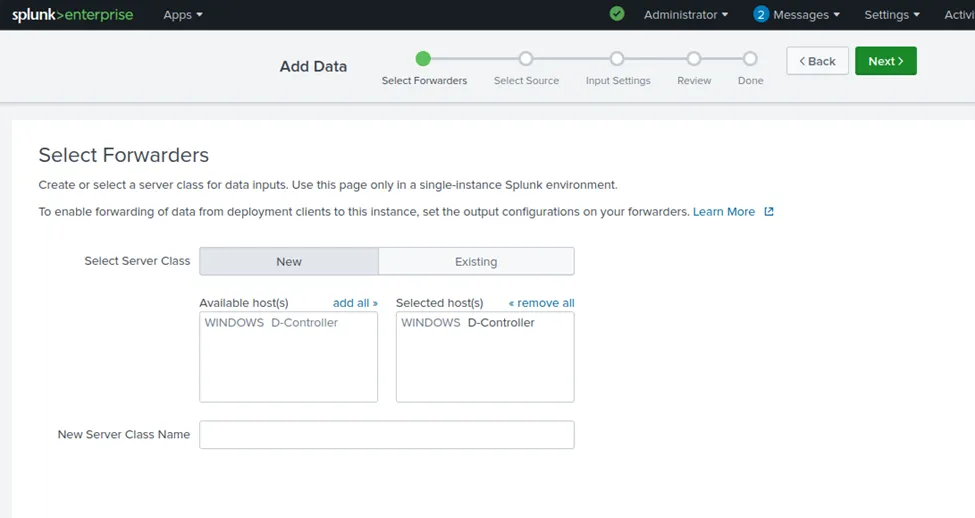 splunk>enterprise Apps Administrator 2 Messages Settings Activi
Add Data
Select Forwarders Select Source Input Settings Review Done
Back Next
Select Forwarders
Create or select a server class for data inputs. Use this page only in a single-instance Splunk environment.
To enable forwarding of data from deployment clients to this instance, set the output configurations on your forwarders. Learn More
Select Server Class New Existing
Available host(s) add all » Selected host(s) « remove all
WINDOWS D-Controller WINDOWS D-Controller
New Server Class Name